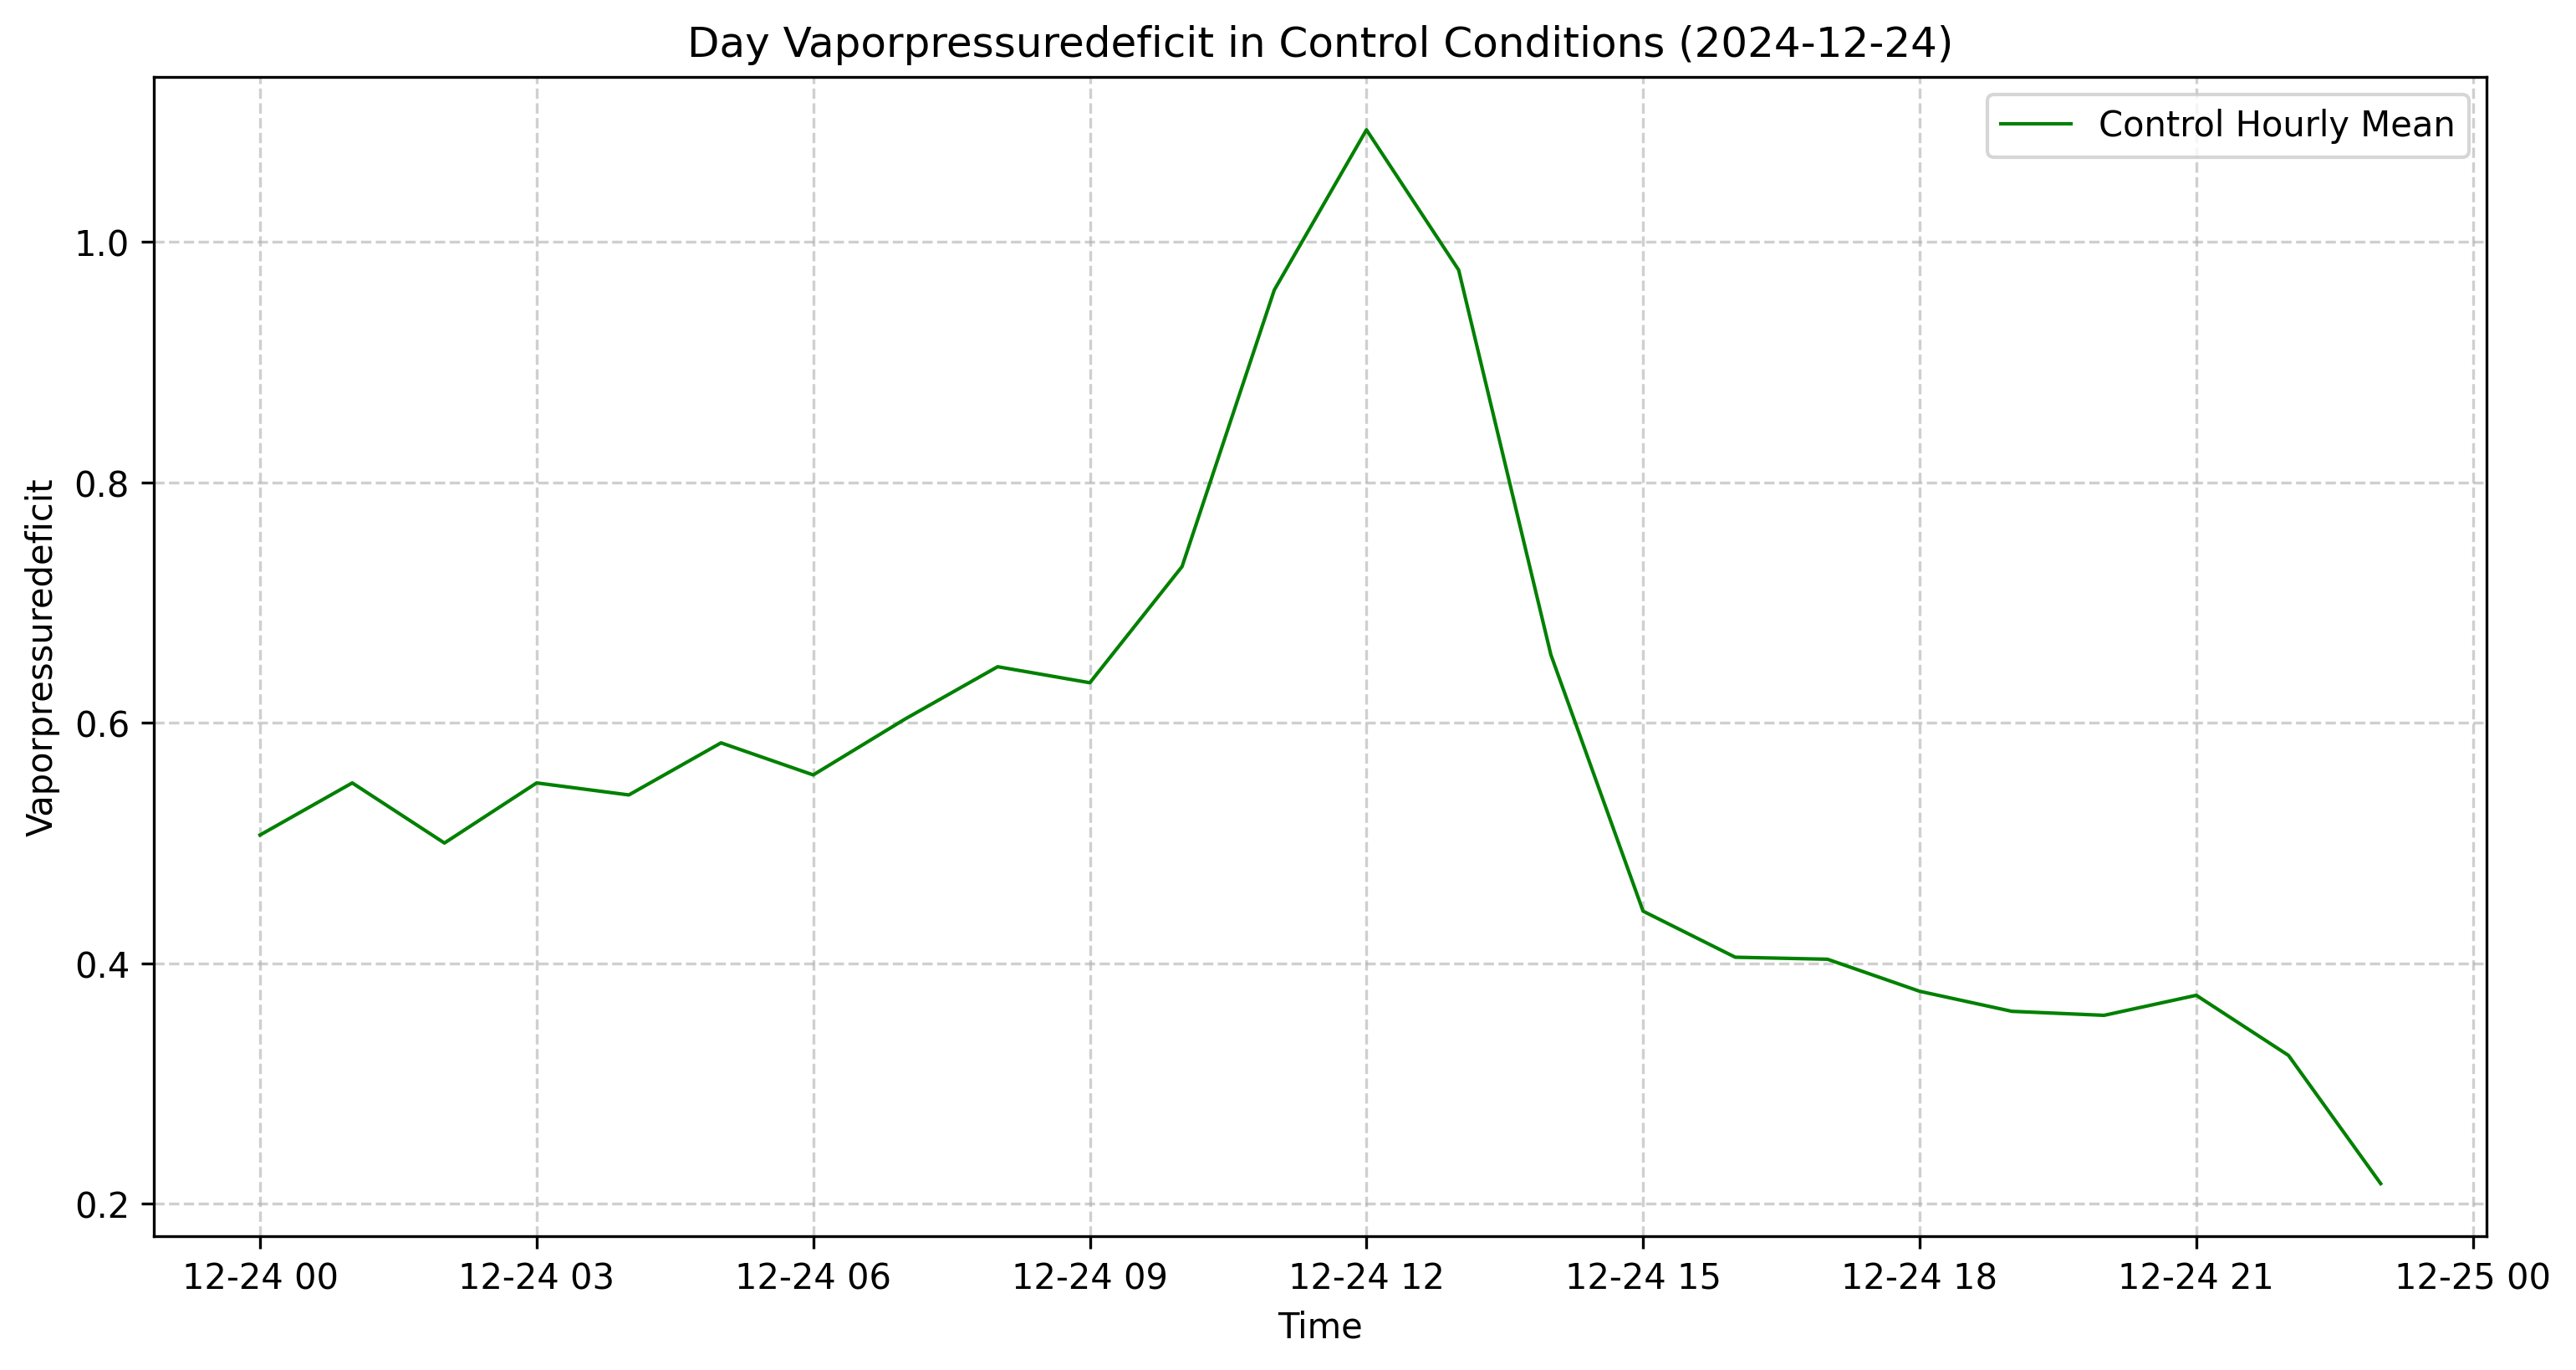 Day Vaporpressuredeficit in Control Conditions (2024-12-24)
Control Hourly Mean
Vaporpressuredeficit
1.0
0.8
0.6
0.4
0.2
12-24 00 12-24 03 12-24 06 12-24 09 12-24 12 12-24 15 12-24 18 12-24 21 12-25 00
Time